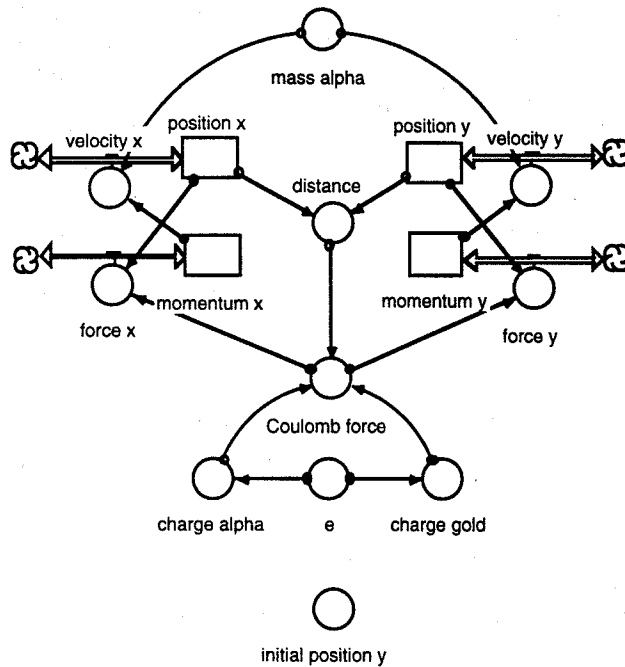 mass alpha
velocity x
position x
position y
velocity y
distance
momentum x
momentum y
force x
force y
Coulomb force
charge alpha
e
charge gold
initial position y